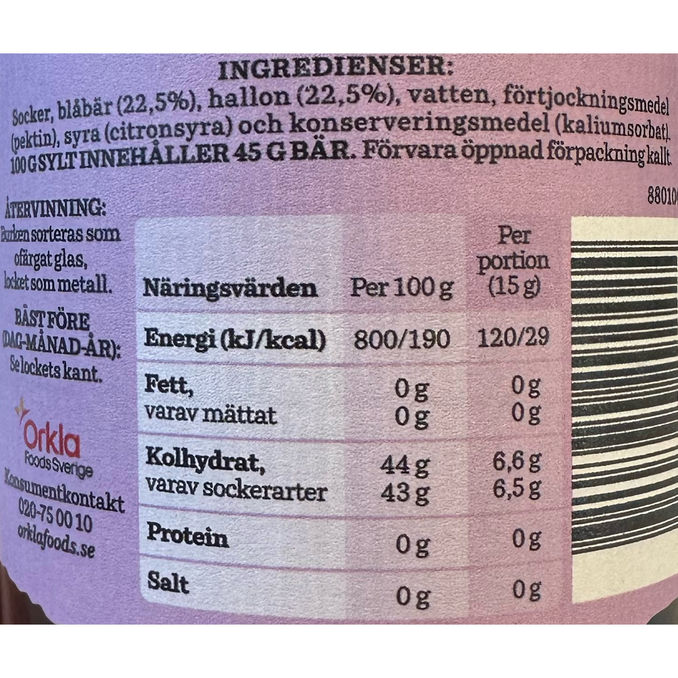 INGREDIENSER:
Socker, blåbär (22,5%), hallon (22,5%), vatten, förtjockningsmedel
(pektin), syra (citronsyra) och konserveringsmedel (kaliumsorbat).
100 G SYLT INNEHÅLLER 45 G BÄR. Förvara öppnad förpackning kallt.
88010
ÅTERVINNING:
Burken sorteras som
ofärgat glas,
locket som metall.
BÄST FÖRE
(DAG-MÅNAD-ÅR):
Se lockets kant.
Orkla
Foods Sverige
Konsumentkontakt
020-75 00 10
orklafoods.se
Näringsvärden Per 100 g Per portion (15 g)
Energi (kJ/kcal) 800/190 120/29
Fett, 0 g 0 g
varav mättat 0 g 0 g
Kolhydrat, 44 g 6,6 g
varav sockerarter 43 g 6,5 g
Protein 0 g 0 g
Salt 0 g 0 g